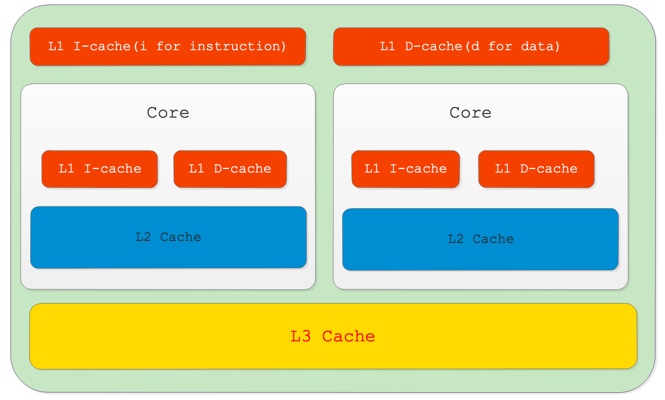 L1 I-cache(i for instruction)
L1 D-cache(d for data)
Core
L1 I-cache
L1 D-cache
L2 Cache
Core
L1 I-cache
L1 D-cache
L2 Cache
L3 Cache